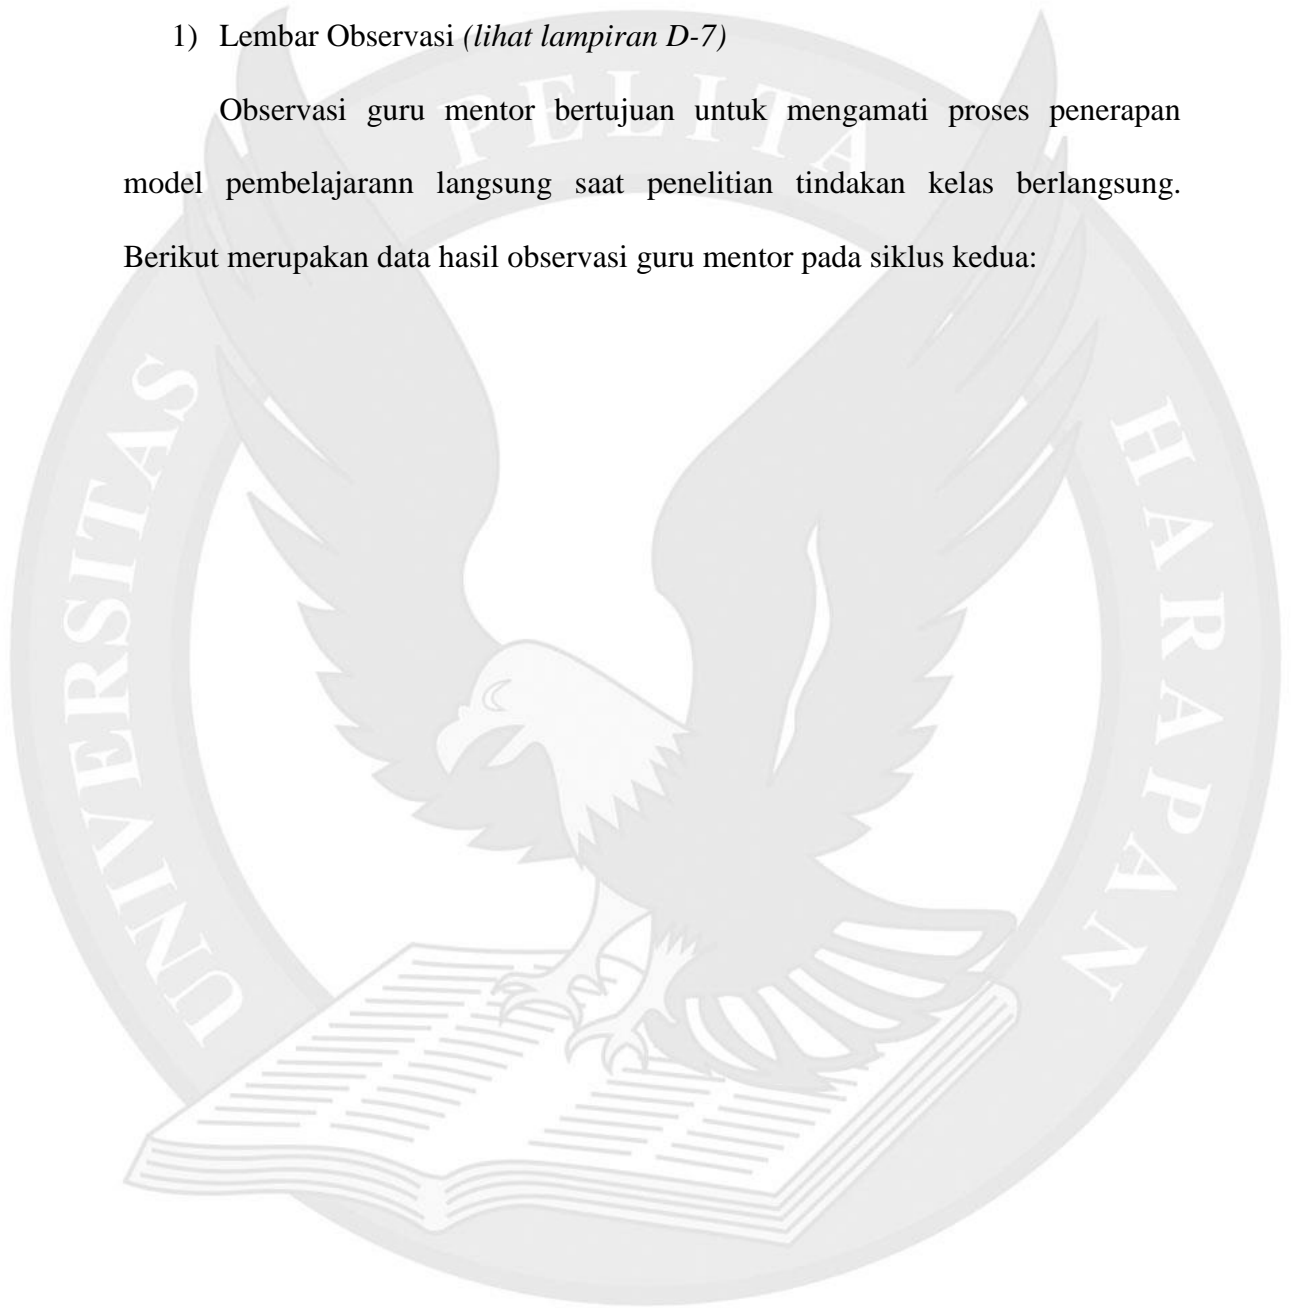 1) Lembar Observasi (lihat lampiran D-7)
Observasi guru mentor bertujuan untuk mengamati proses penerapan
model pembelajarann langsung saat penelitian tindakan kelas berlangsung.
Berikut merupakan data hasil observasi guru mentor pada siklus kedua:
UNIVERSITAS PELITA HARAPAN